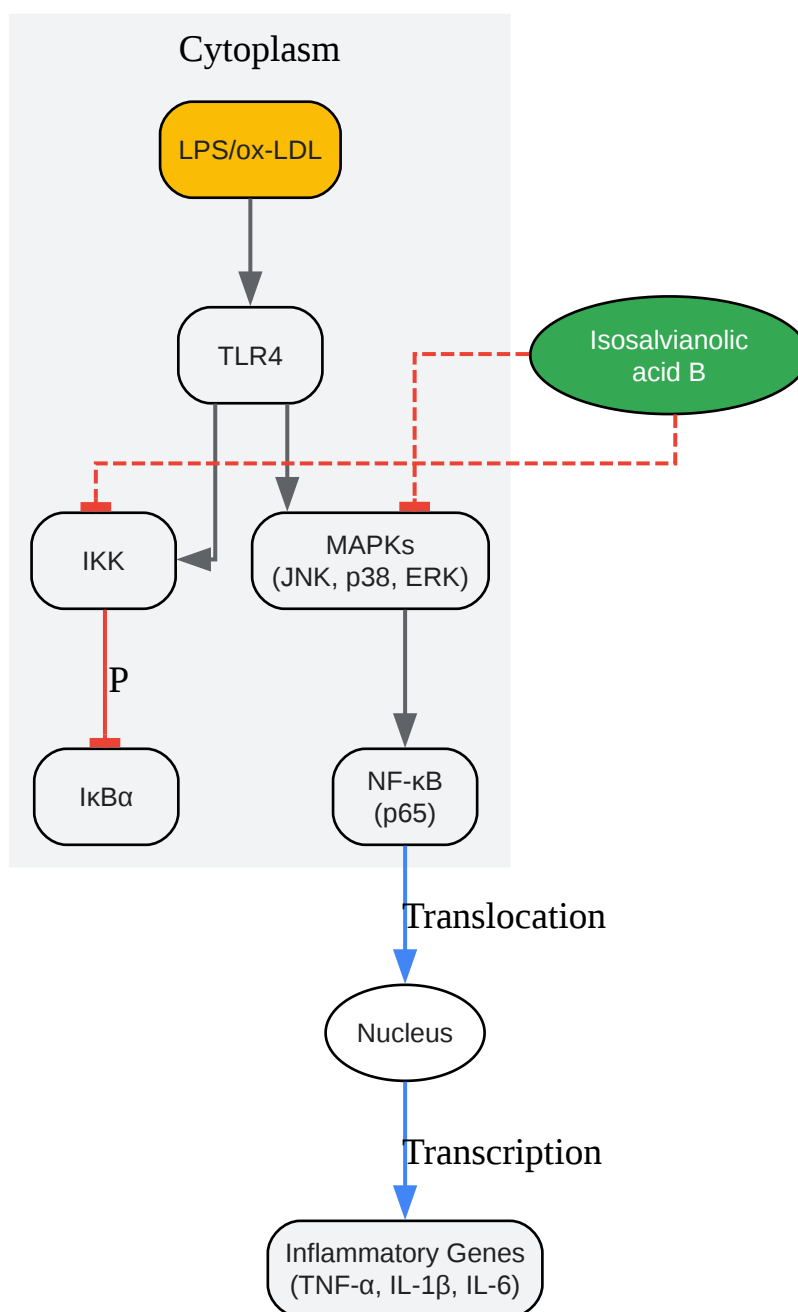 Cytoplasm
LPS/ox-LDL
TLR4
Isosalvianolic
acid B
IKK
MAPKs
(JNK, p38, ERK)
P
IκBα
NF-κB
(p65)
Translocation
Nucleus
Transcription
Inflammatory Genes
(TNF-α, IL-1β, IL-6)